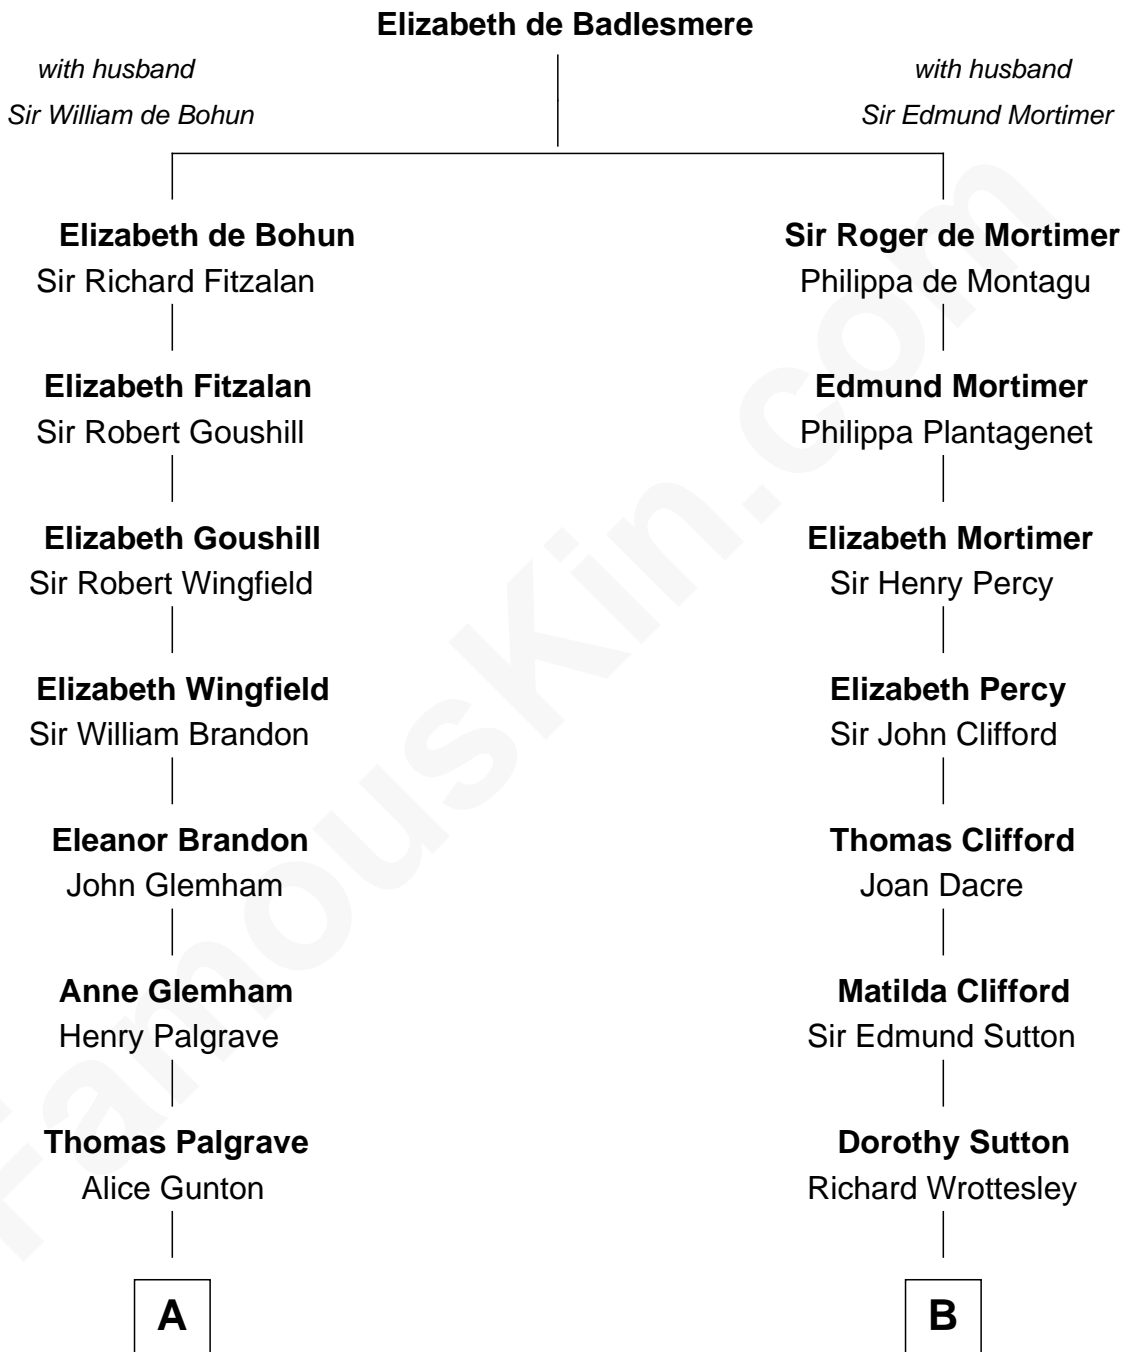 Elizabeth de Badlesmere
with husband
Sir William de Bohun
with husband
Sir Edmund Mortimer
Elizabeth de Bohun
Sir Richard Fitzalan
Sir Roger de Mortimer
Philippa de Montagu
Elizabeth Fitzalan
Sir Robert Goushill
Edmund Mortimer
Philippa Plantagenet
Elizabeth Goushill
Sir Robert Wingfield
Elizabeth Mortimer
Sir Henry Percy
Elizabeth Wingfield
Sir William Brandon
Elizabeth Percy
Sir John Clifford
Eleanor Brandon
John Glemham
Thomas Clifford
Joan Dacre
Anne Glemham
Henry Palgrave
Matilda Clifford
Sir Edmund Sutton
Thomas Palgrave
Alice Gunton
Dorothy Sutton
Richard Wrottesley
A
B
FamousKin.com